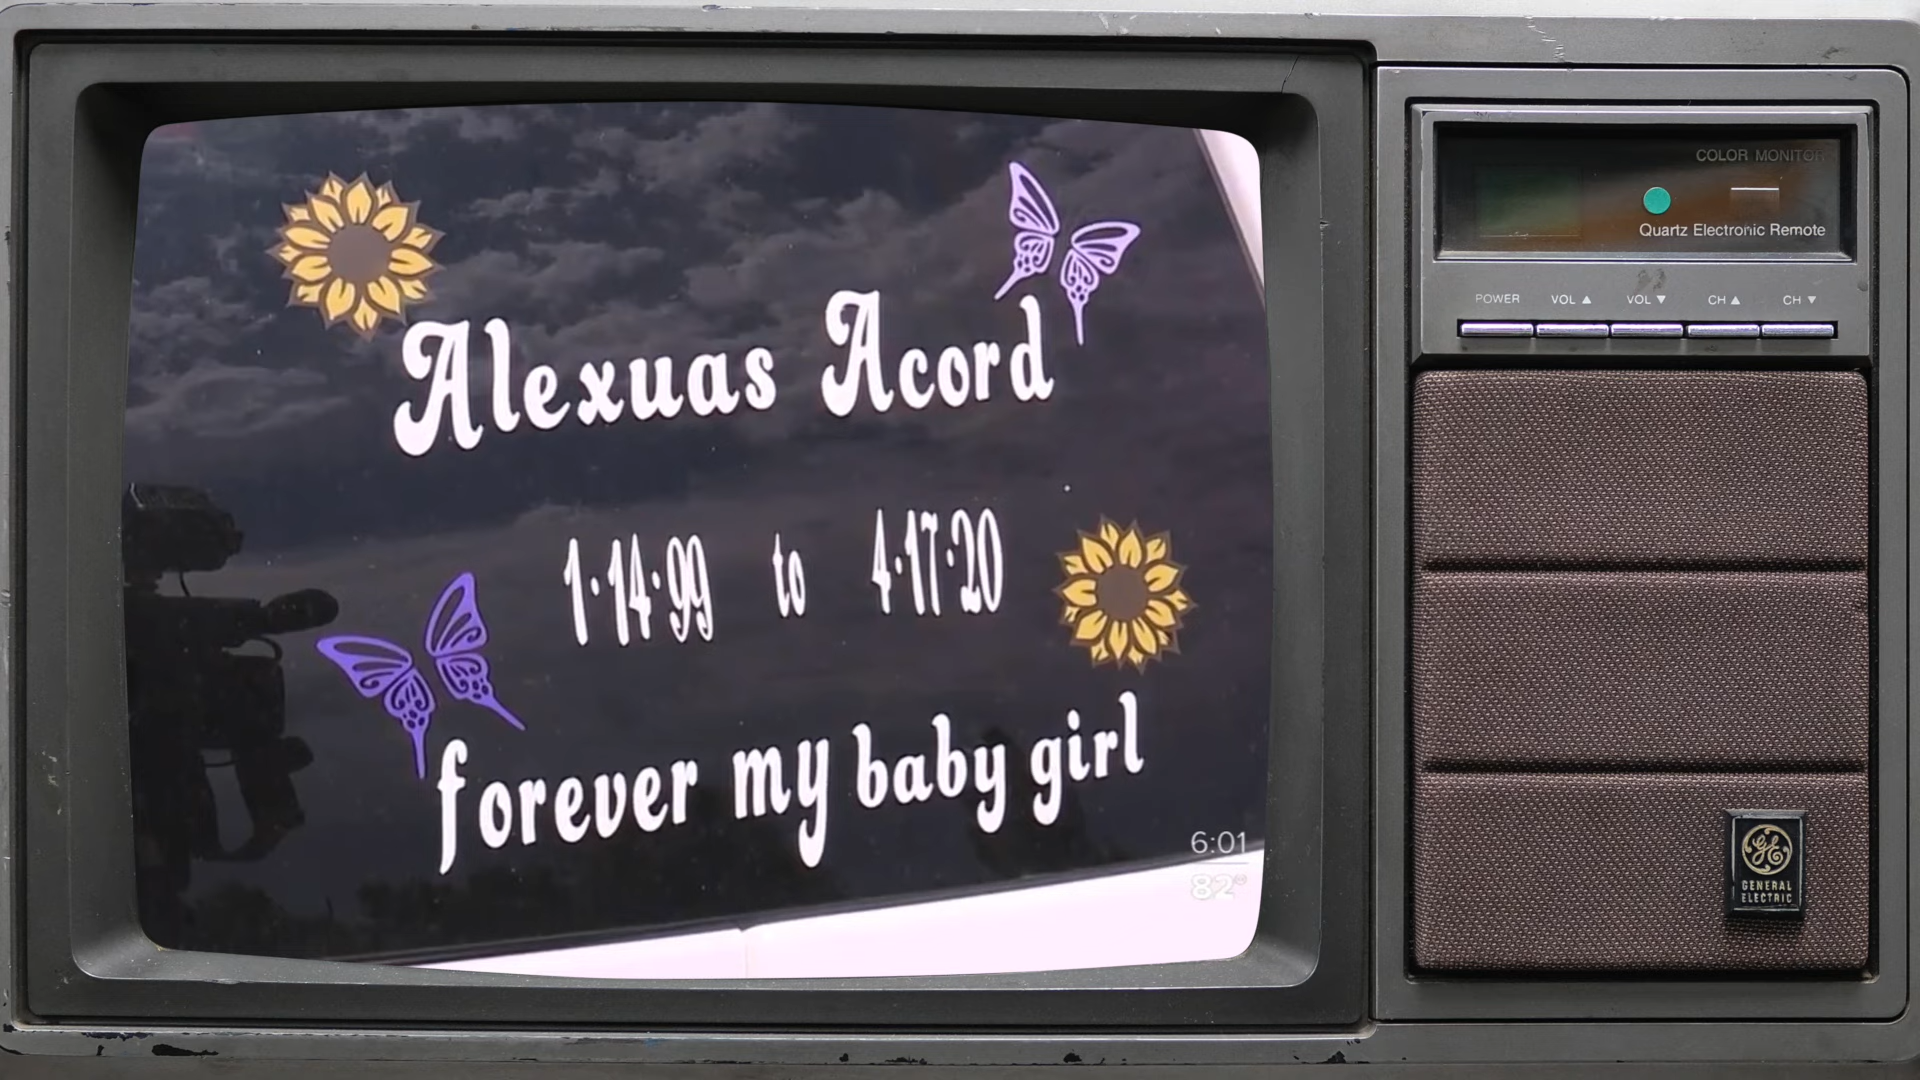 Alexuas Acord
1·14·99 to 4·17·20
forever my baby girl
6:01
82°
COLOR MONITOR
Quartz Electronic Remote
POWER VOL ▲ VOL ▼ CH ▲ CH ▼
GE
GENERAL
ELECTRIC